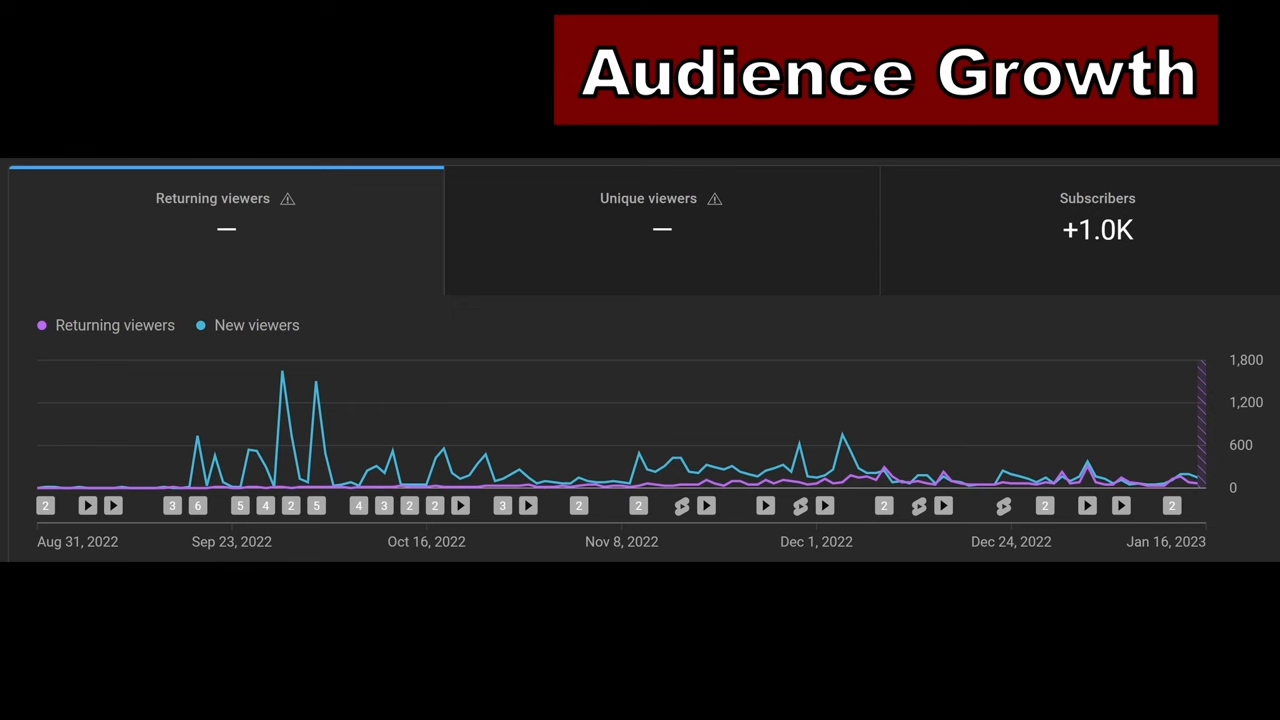 Audience Growth
Returning viewers
—
Unique viewers
—
Subscribers
+1.0K
Returning viewers
New viewers
1,800
1,200
600
0
2 3 6 5 4 2 5 4 3 2 2 3 2 2 2 2 2
Aug 31, 2022 Sep 23, 2022 Oct 16, 2022 Nov 8, 2022 Dec 1, 2022 Dec 24, 2022 Jan 16, 2023